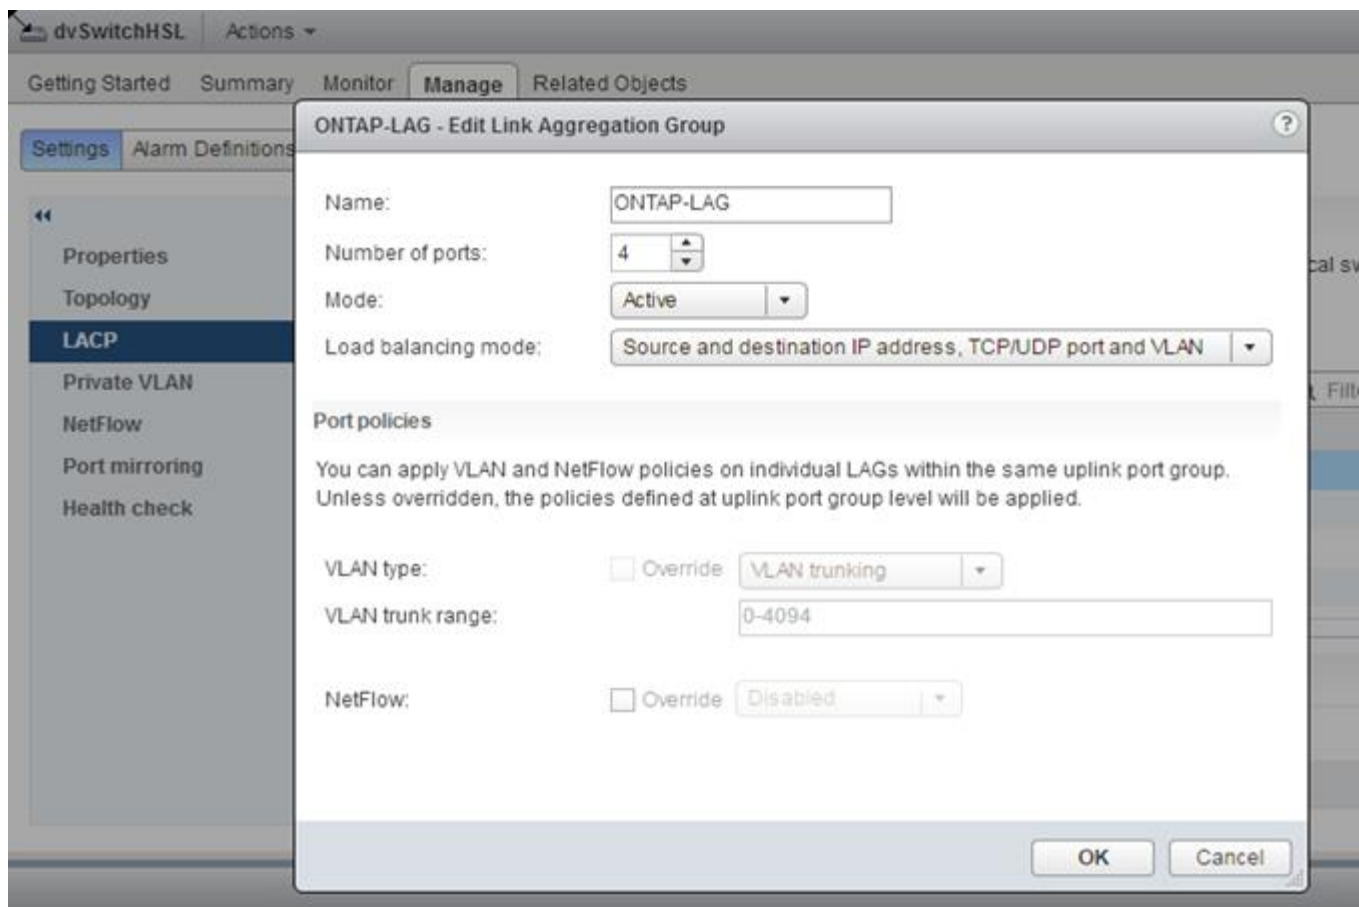 dvSwitchHSL Actions
Getting Started Summary Monitor Manage Related Objects
ONTAP-LAG - Edit Link Aggregation Group ?
Settings Alarm Definitions
Name: ONTAP-LAG
Number of ports: 4
Properties
Topology
LACP
Private VLAN
NetFlow
Port mirroring
Health check
Mode: Active
Load balancing mode: Source and destination IP address, TCP/UDP port and VLAN
Port policies
You can apply VLAN and NetFlow policies on individual LAGs within the same uplink port group.
Unless overridden, the policies defined at uplink port group level will be applied.
VLAN type: Override VLAN trunking
VLAN trunk range: 0-4094
NetFlow: Override Disabled
OK Cancel